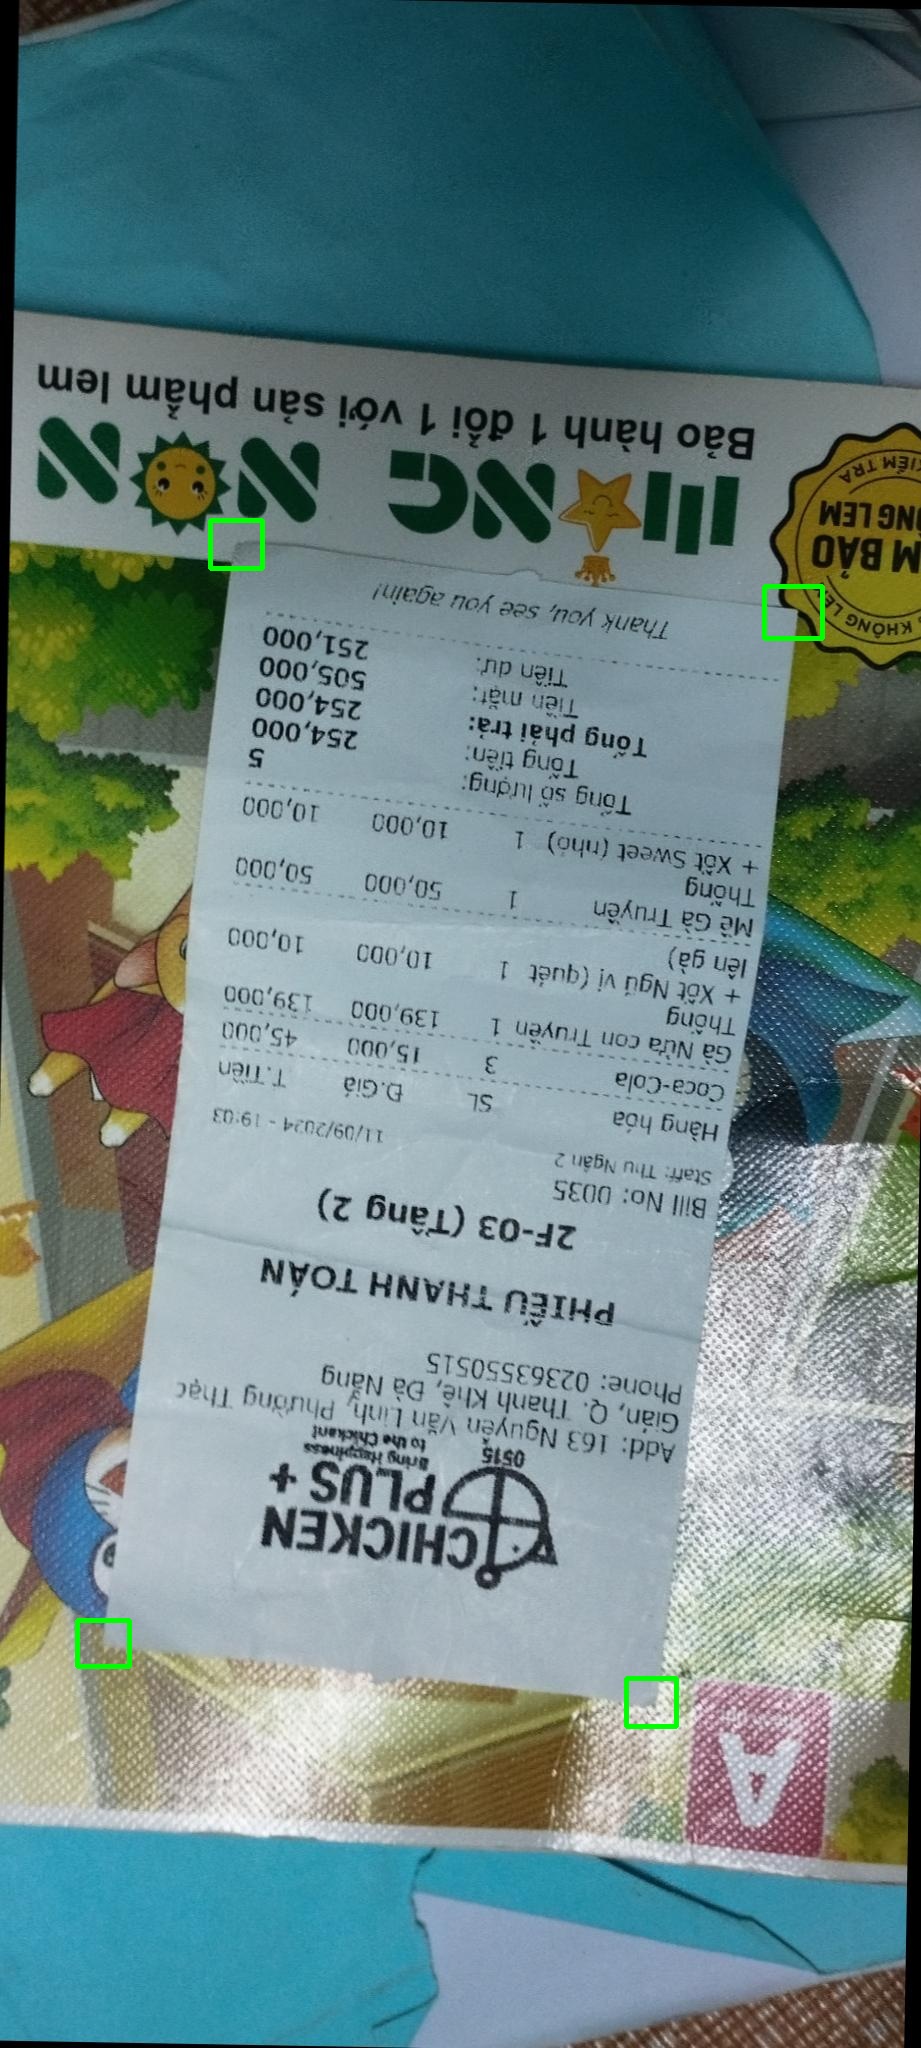 CHICKEN
PLUS +
Bring Happiness
to the Chickant
0515
Add: 163 Nguyễn Văn Linh, Phường Thạc
Gián, Q. Thanh Khê, Đà Nẵng
Phone: 02363550515
PHIẾU THANH TOÁN
2F-03 (Tầng 2)
Bill No: 0035
Staff: Thu Ngân 2
11/09/2024 - 19:03
Hàng hóa SL Đ.Giá T.Tiền
Coca-Cola 3 15,000 45,000
Gà Nửa con Truyền 1 139,000 139,000
Thống
+ Xốt Ngũ vị (quét 1 10,000 10,000
lên gà)
Mề Gà Truyền 1 50,000 50,000
Thống
+ Xốt Sweet (nhỏ) 1 10,000 10,000
Tổng số lượng: 5
Tổng tiền: 254,000
Tổng phải trả: 254,000
Tiền mặt: 505,000
Tiền dư: 251,000
Thank you, see you again!
NON
Bảo hành 1 đổi 1 với sản phẩm lem
M BẢO
NG LEM
IỂM TRA
KHÔNG LE
A